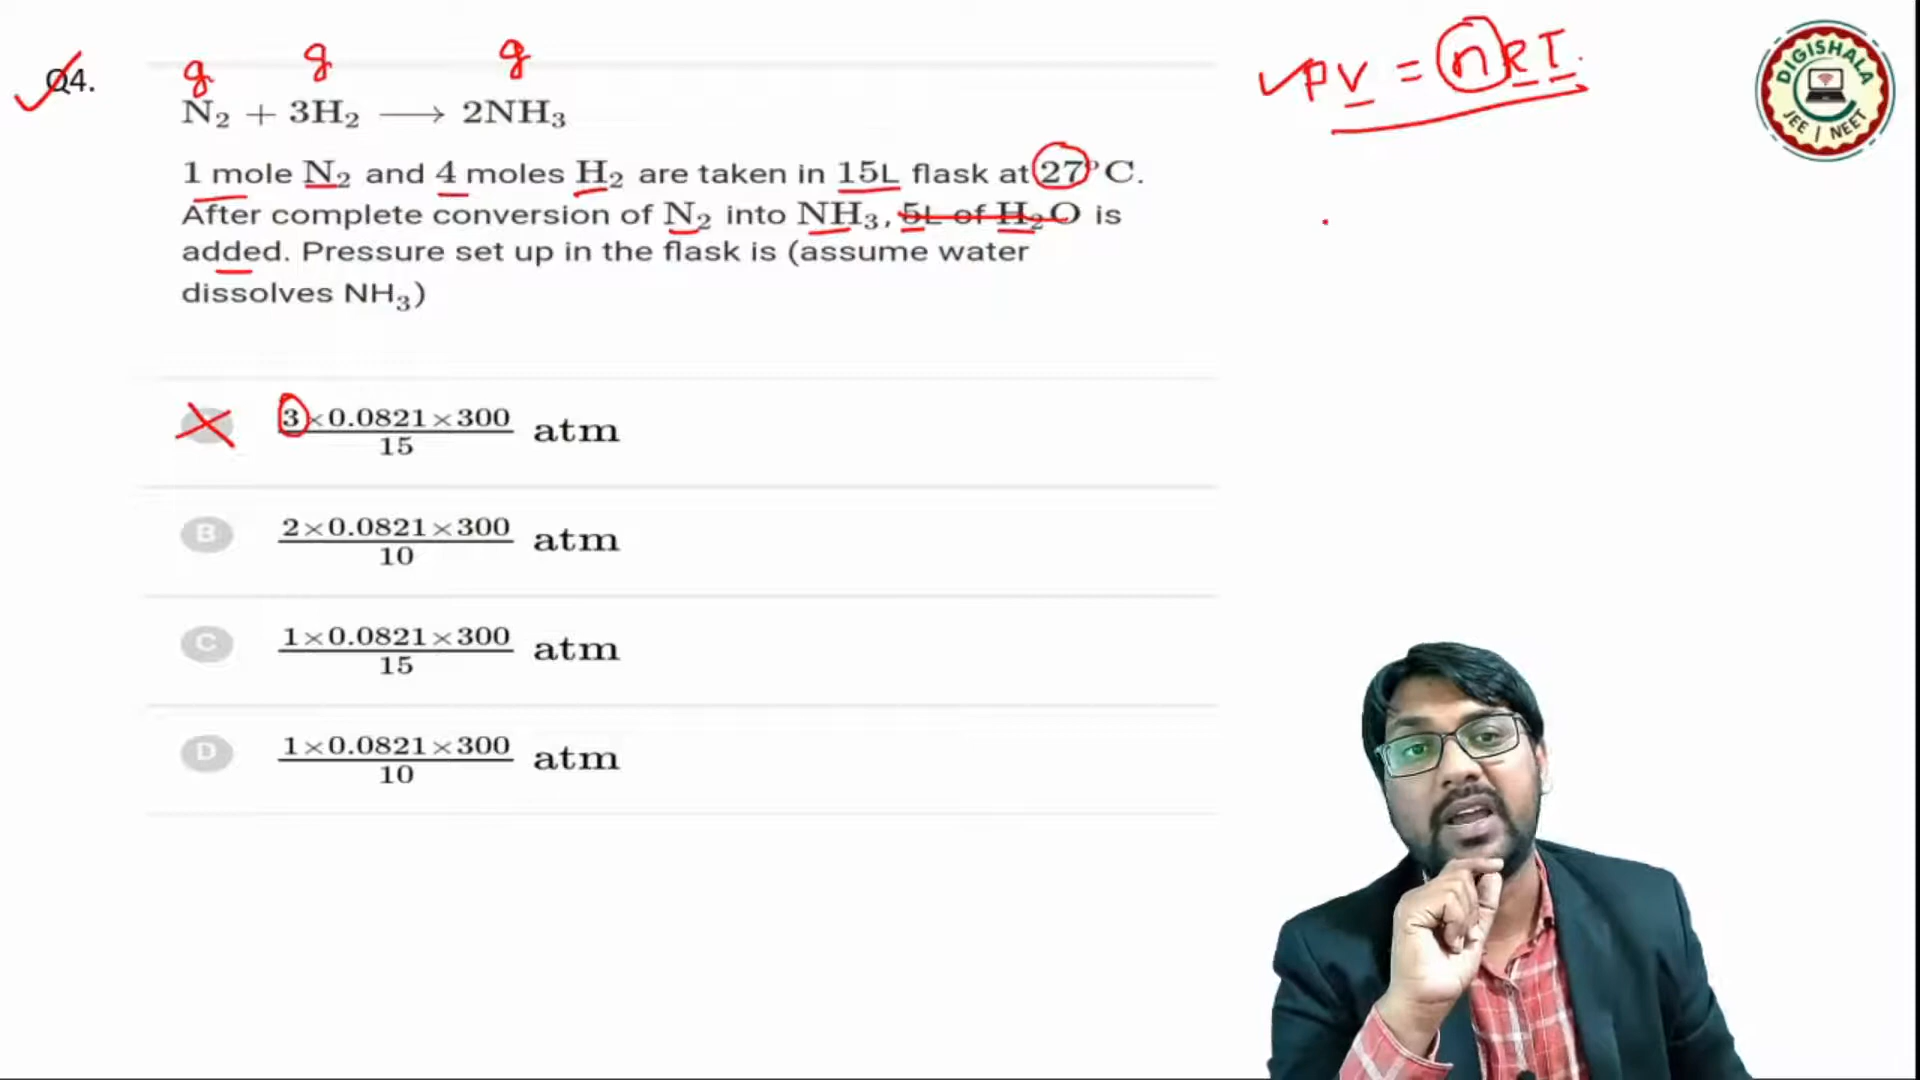 g g g
Q4.
N₂ + 3H₂ ⟶ 2NH₃
1 mole N₂ and 4 moles H₂ are taken in 15L flask at 27°C.
After complete conversion of N₂ into NH₃, 5L of H₂O is
added. Pressure set up in the flask is (assume water
dissolves NH₃)
3×0.0821×300/15 atm
B 2×0.0821×300/10 atm
C 1×0.0821×300/15 atm
D 1×0.0821×300/10 atm
PV = nRT.
DIGISHALA
JEE | NEET